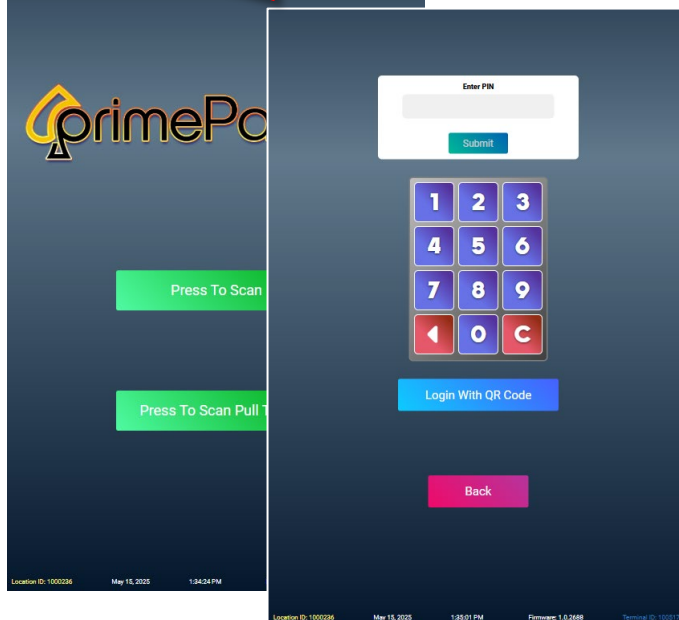 primePo
Press To Scan
Press To Scan Pull T
Location ID: 1000236 May 15, 2025 1:34:24 PM
Enter PIN
Submit
1 2 3
4 5 6
7 8 9
0 C
Login With QR Code
Back
Location ID: 1000236 May 15, 2025 1:35:01 PM Firmware: 1.0.2688 Terminal ID: